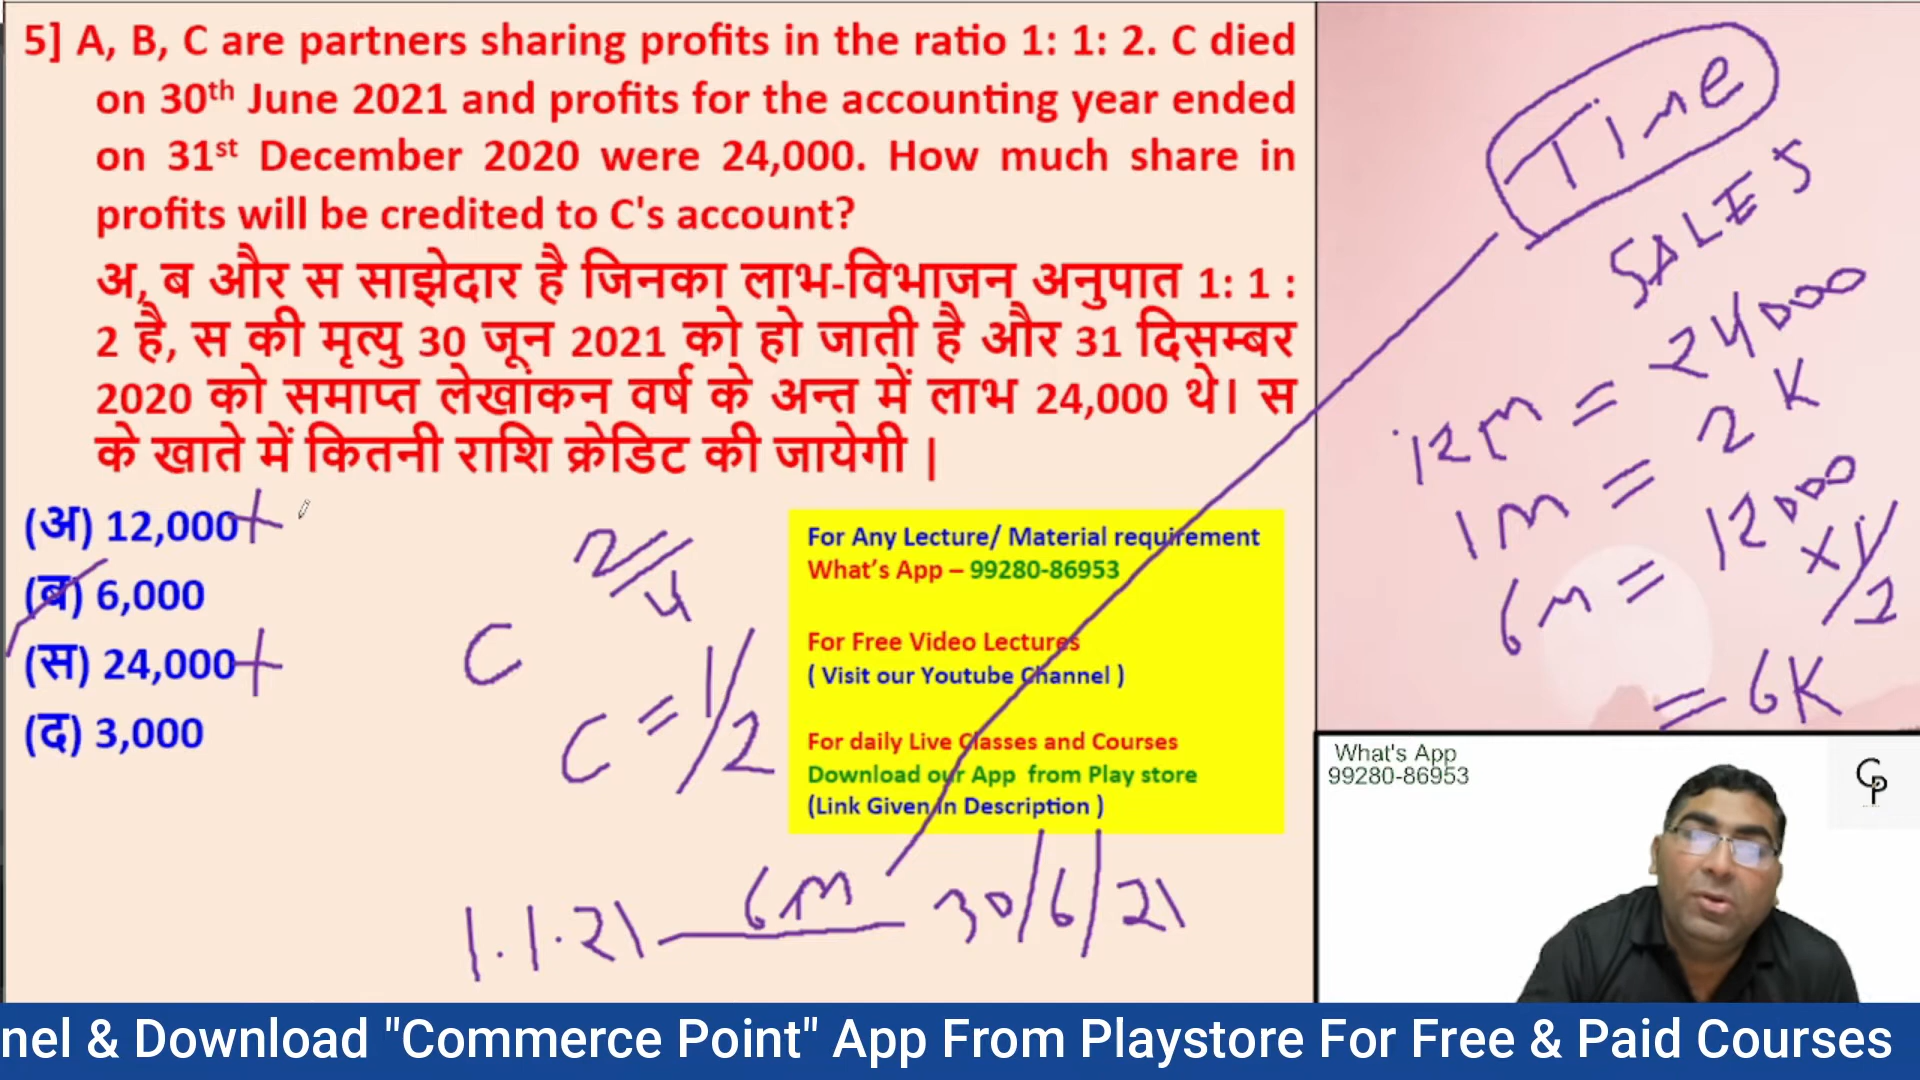 5] A, B, C are partners sharing profits in the ratio 1: 1: 2. C died
on 30th June 2021 and profits for the accounting year ended
on 31st December 2020 were 24,000. How much share in
profits will be credited to C's account?
अ, ब और स साझेदार है जिनका लाभ-विभाजन अनुपात 1: 1 :
2 है, स की मृत्यु 30 जून 2021 को हो जाती है और 31 दिसम्बर
2020 को समाप्त लेखांकन वर्ष के अन्त में लाभ 24,000 थे। स
के खाते में कितनी राशि क्रेडिट की जायेगी |
(अ) 12,000
(ब) 6,000
(स) 24,000
(द) 3,000
2/4
C
C = 1/2
1.1.21 6m 30/6/21
For Any Lecture/ Material requirement
What's App – 99280-86953
For Free Video Lectures
( Visit our Youtube Channel )
For daily Live Classes and Courses
Download our App from Play store
(Link Given in Description )
Time
SALES
12m = 24000
1m = 2K
6m = 12000
x 1/2
= 6K
What's App
99280-86953
CP
nel & Download "Commerce Point" App From Playstore For Free & Paid Courses